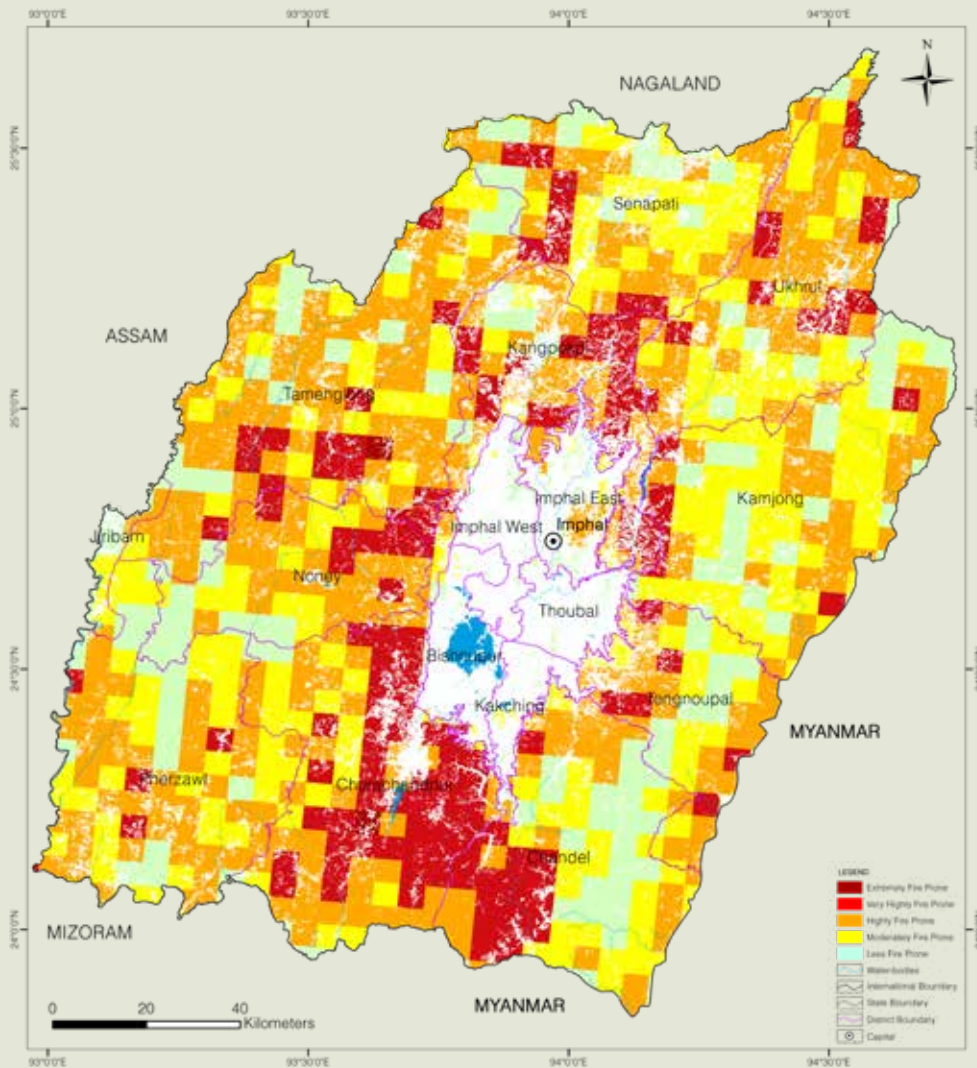 93°0'0"E 93°30'0"E 94°0'0"E 94°30'0"E
N
NAGALAND
25°30'0"N
Senapati
Ukhrul
ASSAM
Kangpokpi
Tamenglong
25°0'0"N
Imphal East
Kamjong
Imphal West
Imphal
Jiribam
Noney
Thoubal
Bishnupur
24°30'0"N
Tengnoupal
Kakching
MYANMAR
Pherzawl
Churachandpur
Chandel
LEGEND
Extremely Fire Prone
Very Highly Fire Prone
Highly Fire Prone
Moderately Fire Prone
Less Fire Prone
Waterbodies
International Boundary
State Boundary
District Boundary
Capital
24°0'0"N
MIZORAM
MYANMAR
0 20 40
Kilometers
93°0'0"E 93°30'0"E 94°0'0"E 94°30'0"E